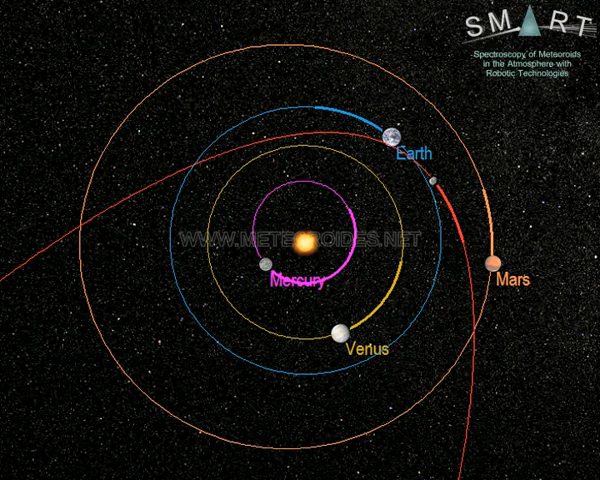 SMART
Spectroscopy of Meteoroids
in the Atmosphere with
Robotic Technologies
Earth
WWW.METEOROIDES.NET
Mercury
Mars
Venus